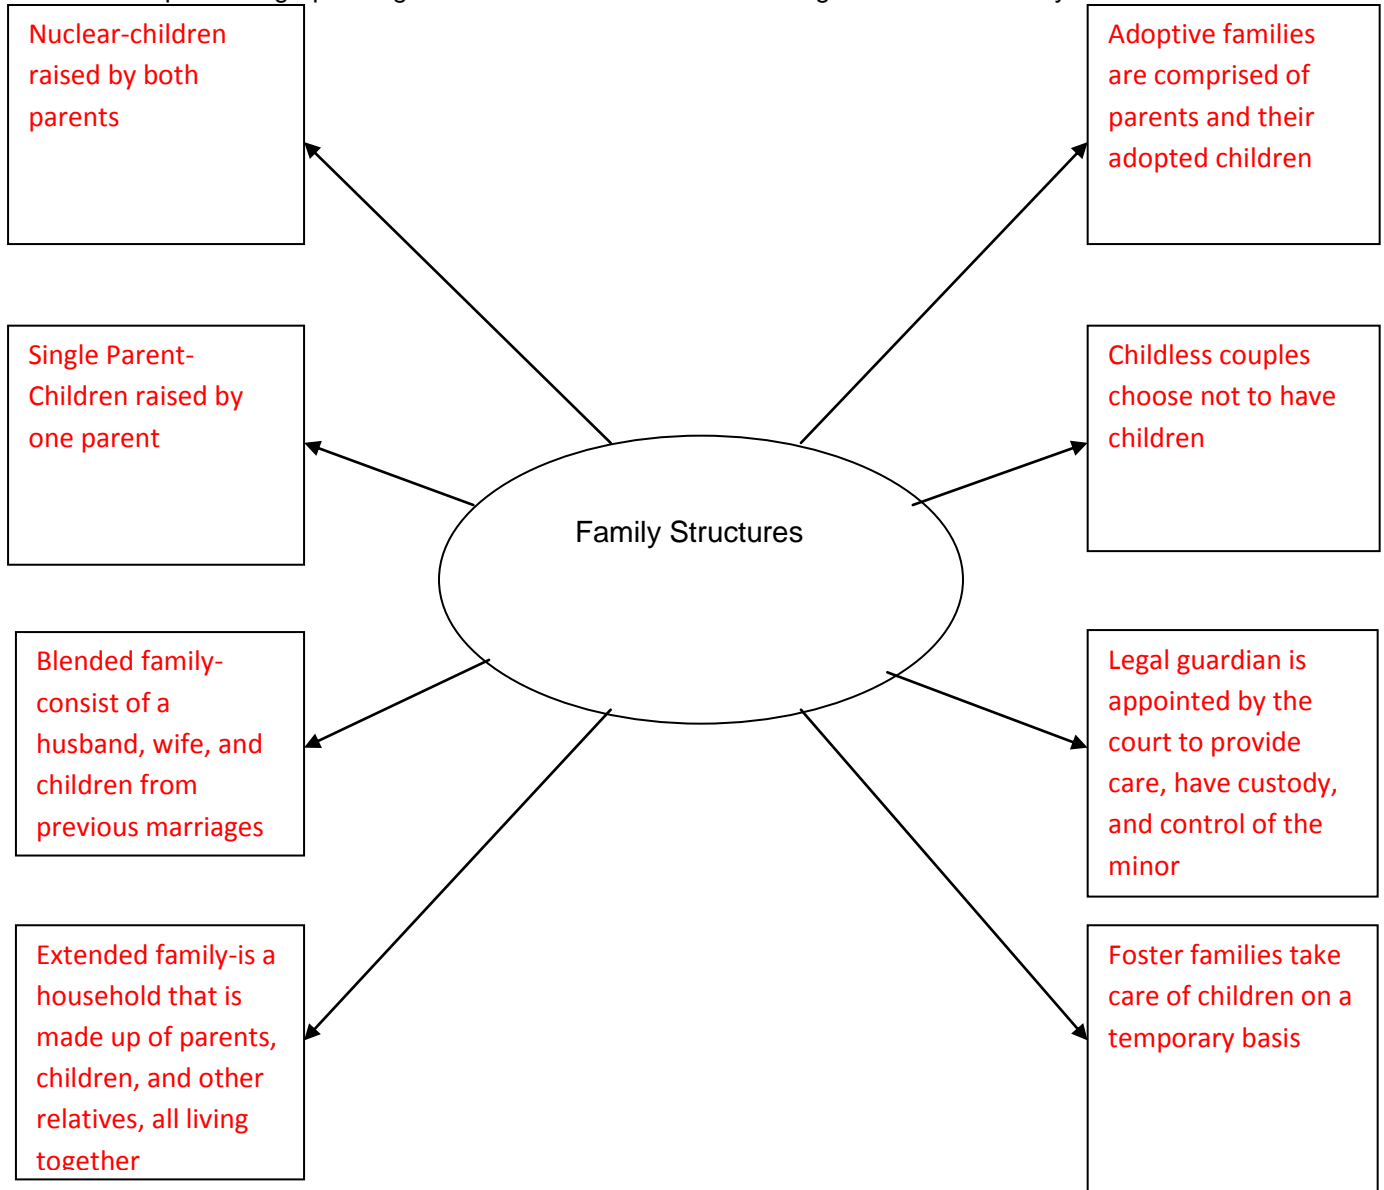 Nuclear-children
raised by both
parents
Adoptive families
are comprised of
parents and their
adopted children
Single Parent-
Children raised by
one parent
Childless couples
choose not to have
children
Family Structures
Blended family-
consist of a
husband, wife, and
children from
previous marriages
Legal guardian is
appointed by the
court to provide
care, have custody,
and control of the
minor
Extended family-is a
household that is
made up of parents,
children, and other
relatives, all living
together
Foster families take
care of children on a
temporary basis